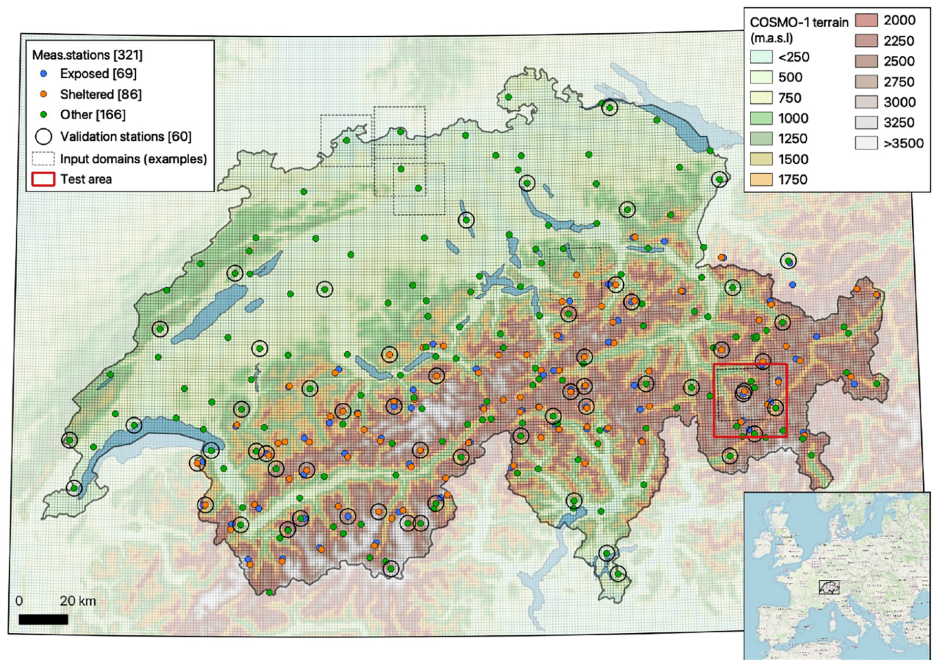 Meas.stations [321]
Exposed [69]
Sheltered [86]
Other [166]
Validation stations [60]
Input domains (examples)
Test area
COSMO-1 terrain
(m.a.s.l)
<250
500
750
1000
1250
1500
1750
2000
2250
2500
2750
3000
3250
>3500
0 20 km